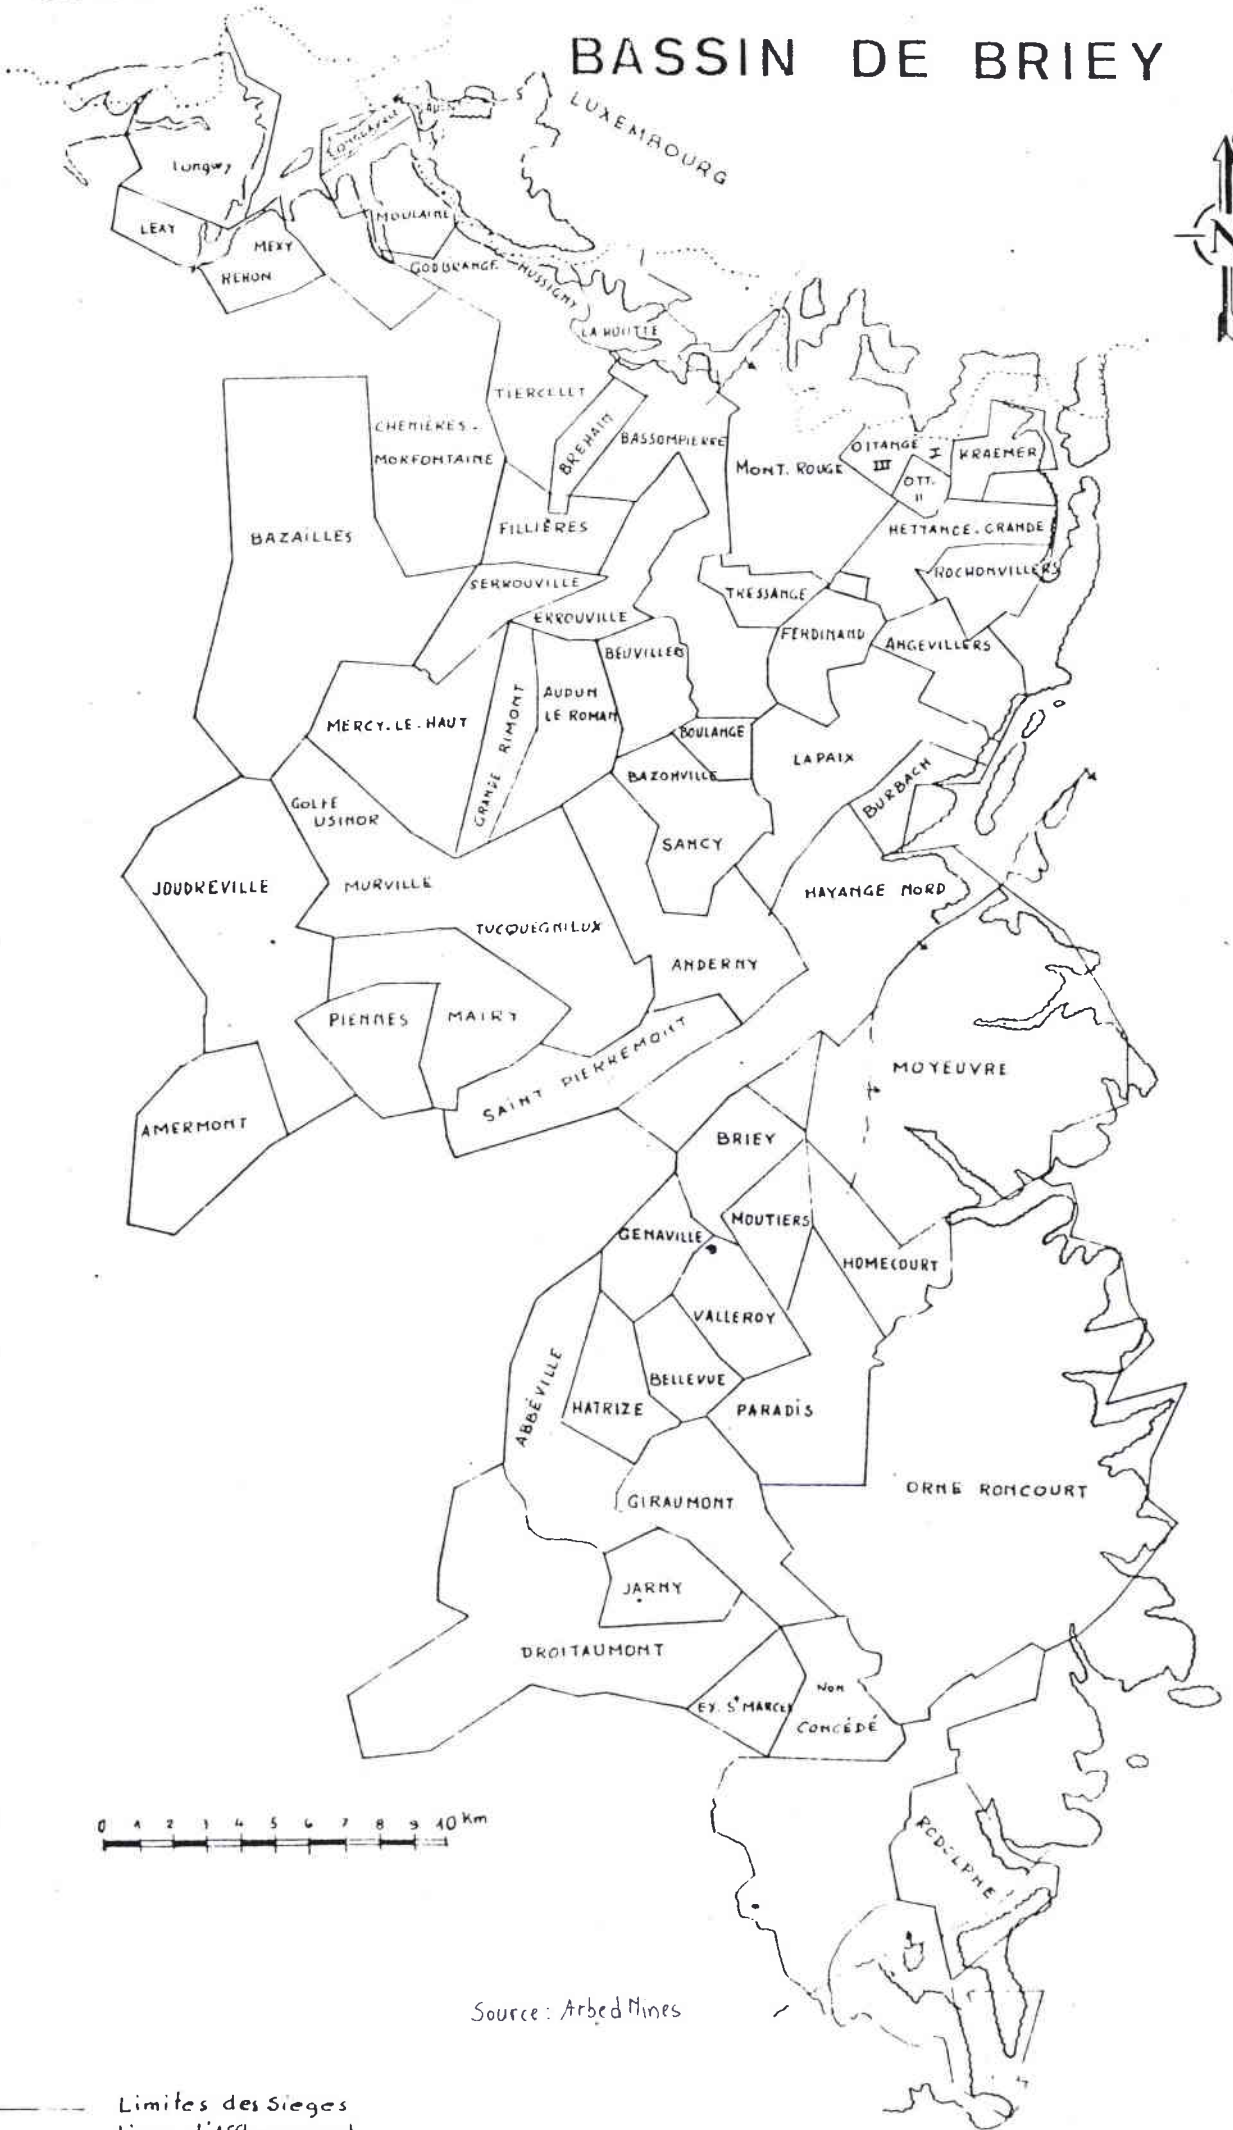 BASSIN DE BRIEY
LUXEMBOURG
N
Longwy
LEXY
MEXY
REHON
MOULAINE
GODBRANGE
HUSSIGNY
LA HOUTTE
TIERCELET
CHENIÈRES-
MORFONTAINE
BREHAIN
BASSOMPIERRE
MONT. ROUGE
OTTANGE I
III
OTT.
II
KRAEMER
BAZAILLES
FILLIÈRES
HETTANGE-GRANDE
SERROUVILLE
ROCHONVILLERS
TRESSANGE
ERROUVILLE
FERDINAND
ANGEVILLERS
BEUVILLERS
MERCY-LE-HAUT
GRANDE RIMONT
AUDUN
LE ROMAN
BOULANGE
LA PAIX
BAZONVILLE
BURBACH
GOLFE
USINOR
SANCY
JOUDREVILLE
MURVILLE
HAYANGE NORD
TUCQUEGNIEUX
ANDERNY
PIENNES
MAIRY
SAINT PIERREMONT
MOYEUVRE
AMERMONT
BRIEY
MOUTIERS
GENAVILLE
HOMECOURT
VALLEROY
ABBÉVILLE
BELLEVUE
HATRIZE
PARADIS
ORNE RONCOURT
GIRAUMONT
JARNY
DROITAUMONT
EX. ST MARCEL
NON
CONCÉDÉ
0 1 2 3 4 5 6 7 8 9 10 Km
RODOLPHE
Source: Arbed Mines
Limites des Sieges